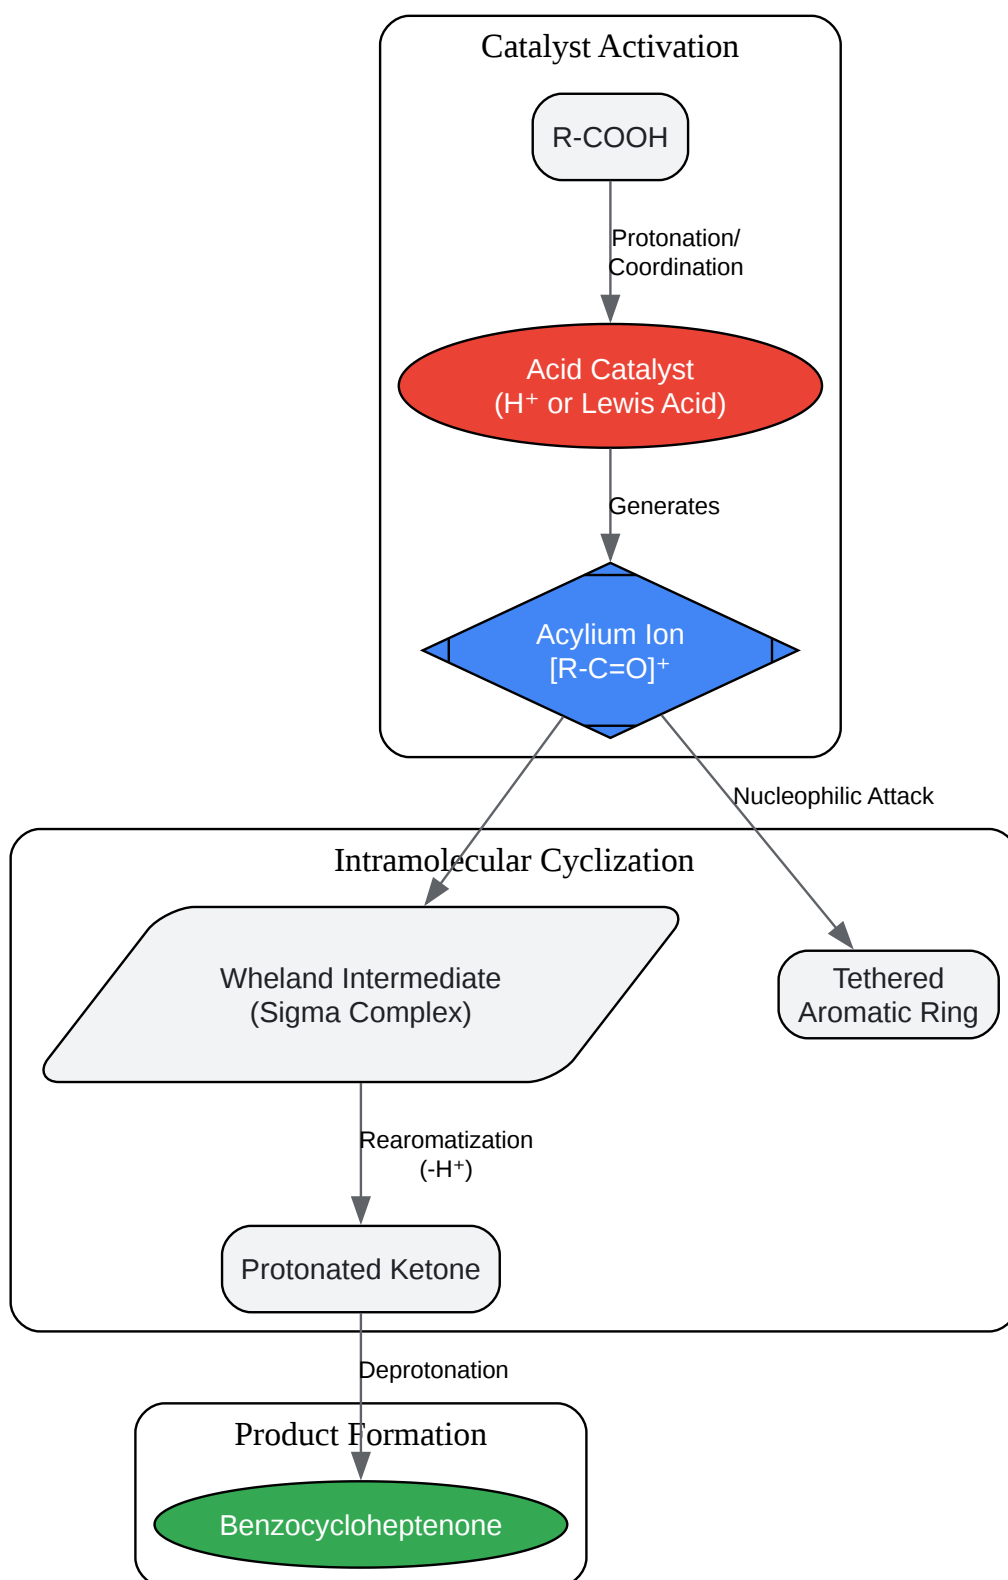 Catalyst Activation
R-COOH
Protonation/
Coordination
Acid Catalyst
(H⁺ or Lewis Acid)
Generates
Acylium Ion
[R-C=O]⁺
Nucleophilic Attack
Intramolecular Cyclization
Wheland Intermediate
(Sigma Complex)
Tethered
Aromatic Ring
Rearomatization
(-H⁺)
Protonated Ketone
Deprotonation
Product Formation
Benzocycloheptenone